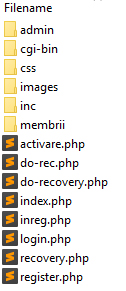 Filename
admin
cgi-bin
css
images
inc
membrii
activare.php
do-rec.php
do-recovery.php
index.php
inreg.php
login.php
recovery.php
register.php